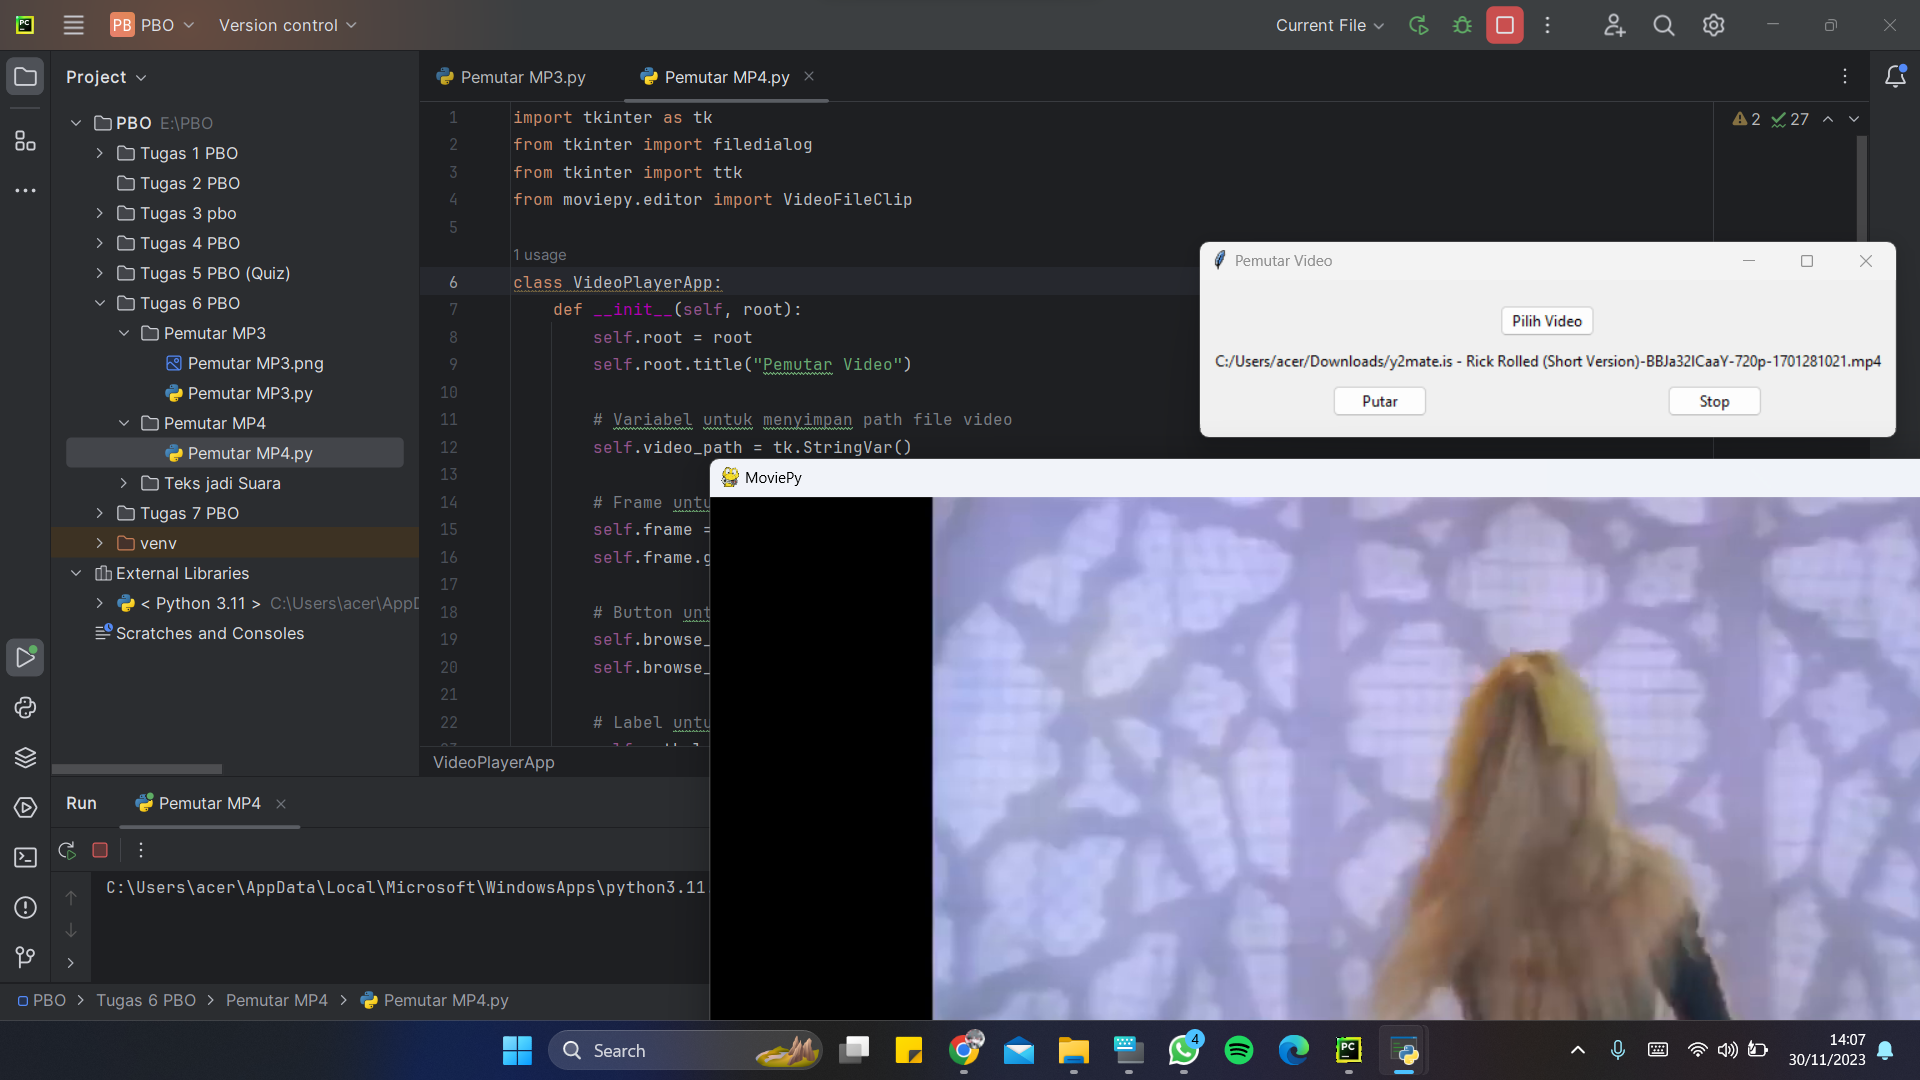 PB PBO Version control Current File
Project
PBO E:\PBO
Tugas 1 PBO
Tugas 2 PBO
Tugas 3 pbo
Tugas 4 PBO
Tugas 5 PBO (Quiz)
Tugas 6 PBO
Pemutar MP3
Pemutar MP3.png
Pemutar MP3.py
Pemutar MP4
Pemutar MP4.py
Teks jadi Suara
Tugas 7 PBO
venv
External Libraries
< Python 3.11 > C:\Users\acer\AppD
Scratches and Consoles
Pemutar MP3.py Pemutar MP4.py
2 27
1 import tkinter as tk
2 from tkinter import filedialog
3 from tkinter import ttk
4 from moviepy.editor import VideoFileClip
5
1 usage
6 class VideoPlayerApp:
7 def __init__(self, root):
8 self.root = root
9 self.root.title("Pemutar Video")
10
11 # Variabel untuk menyimpan path file video
12 self.video_path = tk.StringVar()
13
14 # Frame untu
15 self.frame =
16 self.frame.g
17
18 # Button unt
19 self.browse_
20 self.browse_
21
22 # Label untu
VideoPlayerApp
Pemutar Video
Pilih Video
C:/Users/acer/Downloads/y2mate.is - Rick Rolled (Short Version)-BBJa32lCaaY-720p-1701281021.mp4
Putar Stop
MoviePy
Run Pemutar MP4
C:\Users\acer\AppData\Local\Microsoft\WindowsApps\python3.11
PBO > Tugas 6 PBO > Pemutar MP4 > Pemutar MP4.py
Search
PC
4
14:07
30/11/2023